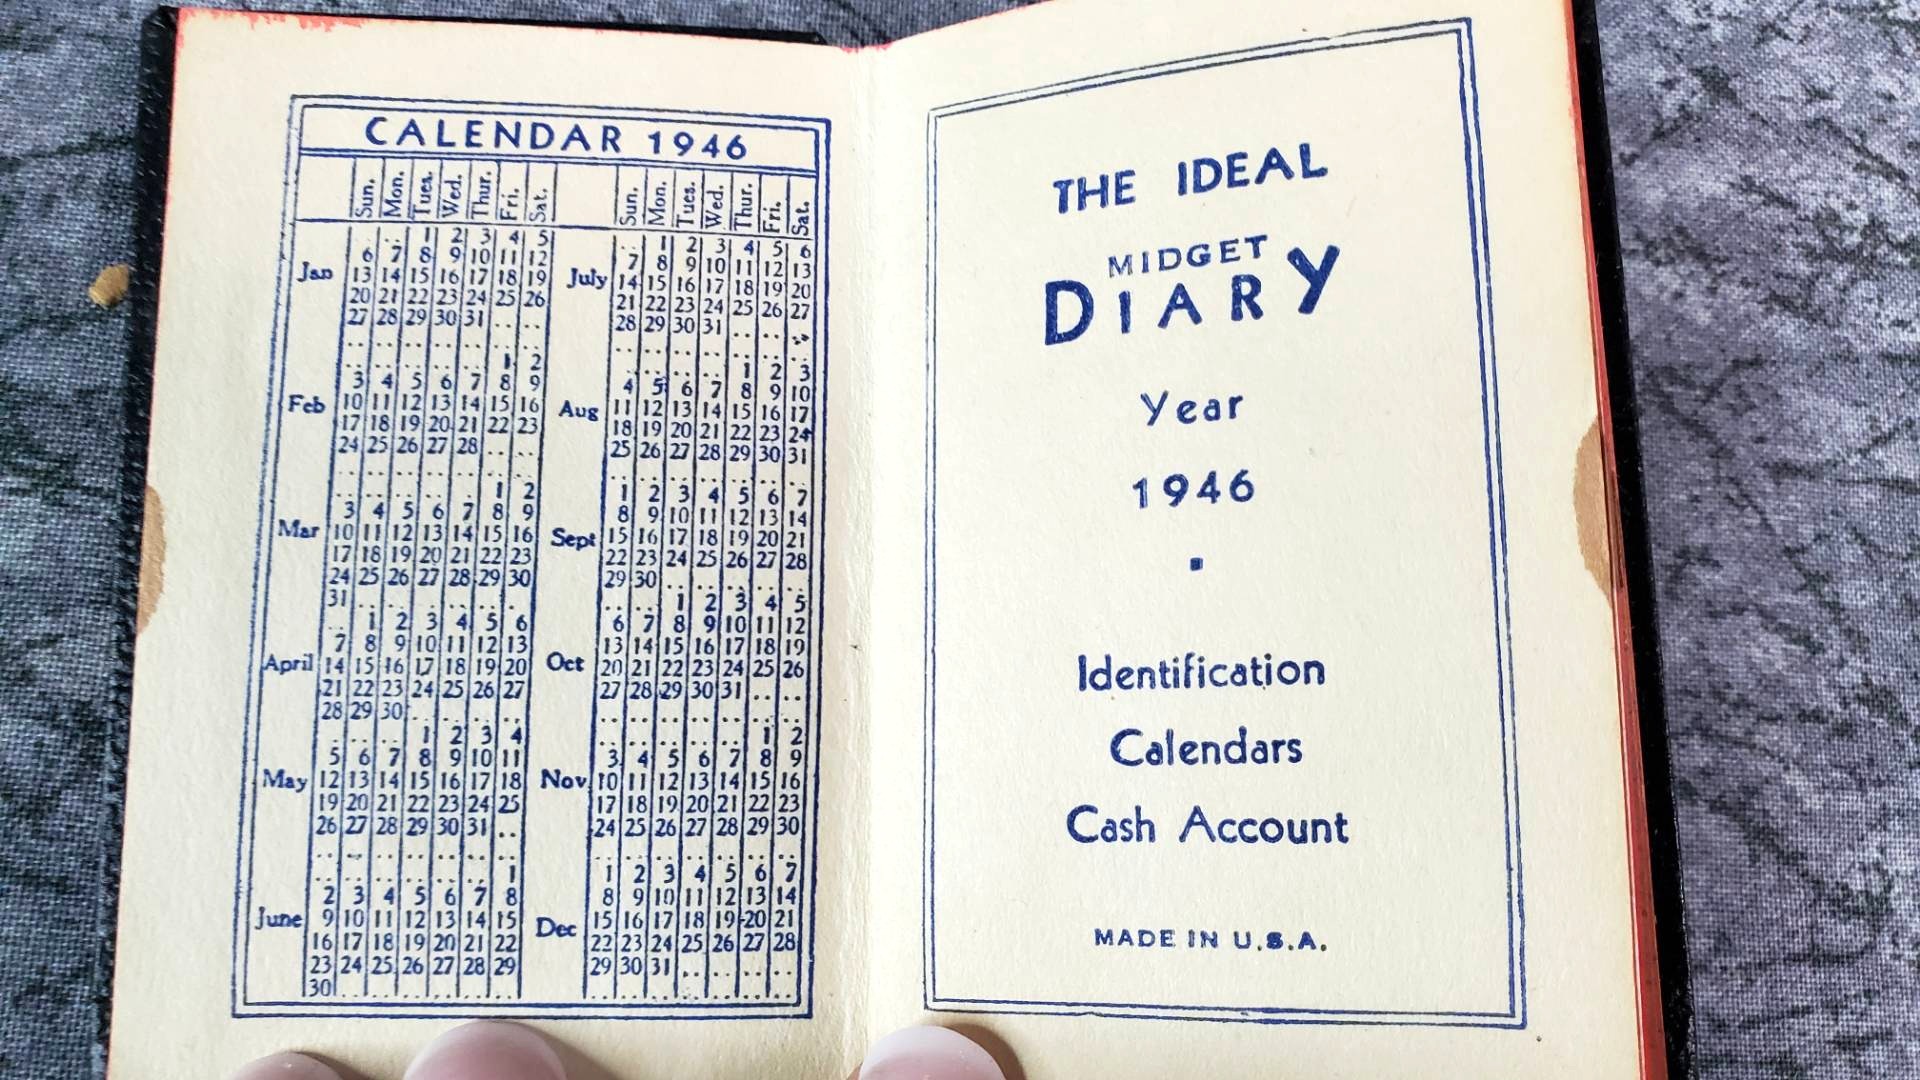 CALENDAR 1946
Sun. Mon. Tues. Wed. Thur. Fri. Sat.
Jan
.. .. 1 2 3 4 5
6 7 8 9 10 11 12
13 14 15 16 17 18 19
20 21 22 23 24 25 26
27 28 29 30 31 .. ..
.. .. .. .. .. .. ..
Feb
.. .. .. .. .. 1 2
3 4 5 6 7 8 9
10 11 12 13 14 15 16
17 18 19 20 21 22 23
24 25 26 27 28 .. ..
.. .. .. .. .. .. ..
Mar
.. .. .. .. .. 1 2
3 4 5 6 7 8 9
10 11 12 13 14 15 16
17 18 19 20 21 22 23
24 25 26 27 28 29 30
31 .. .. .. .. .. ..
April
.. 1 2 3 4 5 6
7 8 9 10 11 12 13
14 15 16 17 18 19 20
21 22 23 24 25 26 27
28 29 30 .. .. .. ..
May
.. .. .. 1 2 3 4
5 6 7 8 9 10 11
12 13 14 15 16 17 18
19 20 21 22 23 24 25
26 27 28 29 30 31 ..
.. .. .. .. .. .. ..
June
.. .. .. .. .. .. 1
2 3 4 5 6 7 8
9 10 11 12 13 14 15
16 17 18 19 20 21 22
23 24 25 26 27 28 29
30 .. .. .. .. .. ..
Sun. Mon. Tues. Wed. Thur. Fri. Sat.
July
.. 1 2 3 4 5 6
7 8 9 10 11 12 13
14 15 16 17 18 19 20
21 22 23 24 25 26 27
28 29 30 31 .. .. ..
.. .. .. .. .. .. ..
Aug
.. .. .. .. 1 2 3
4 5 6 7 8 9 10
11 12 13 14 15 16 17
18 19 20 21 22 23 24
25 26 27 28 29 30 31
.. .. .. .. .. .. ..
Sept
1 2 3 4 5 6 7
8 9 10 11 12 13 14
15 16 17 18 19 20 21
22 23 24 25 26 27 28
29 30 .. .. .. .. ..
Oct
.. .. 1 2 3 4 5
6 7 8 9 10 11 12
13 14 15 16 17 18 19
20 21 22 23 24 25 26
27 28 29 30 31 .. ..
.. .. .. .. .. .. ..
Nov
.. .. .. .. .. 1 2
3 4 5 6 7 8 9
10 11 12 13 14 15 16
17 18 19 20 21 22 23
24 25 26 27 28 29 30
.. .. .. .. .. .. ..
Dec
1 2 3 4 5 6 7
8 9 10 11 12 13 14
15 16 17 18 19 20 21
22 23 24 25 26 27 28
29 30 31 .. .. .. ..
.. .. .. .. .. .. ..
THE IDEAL
MIDGET
DIARY
Year
1946
Identification
Calendars
Cash Account
MADE IN U.S.A.